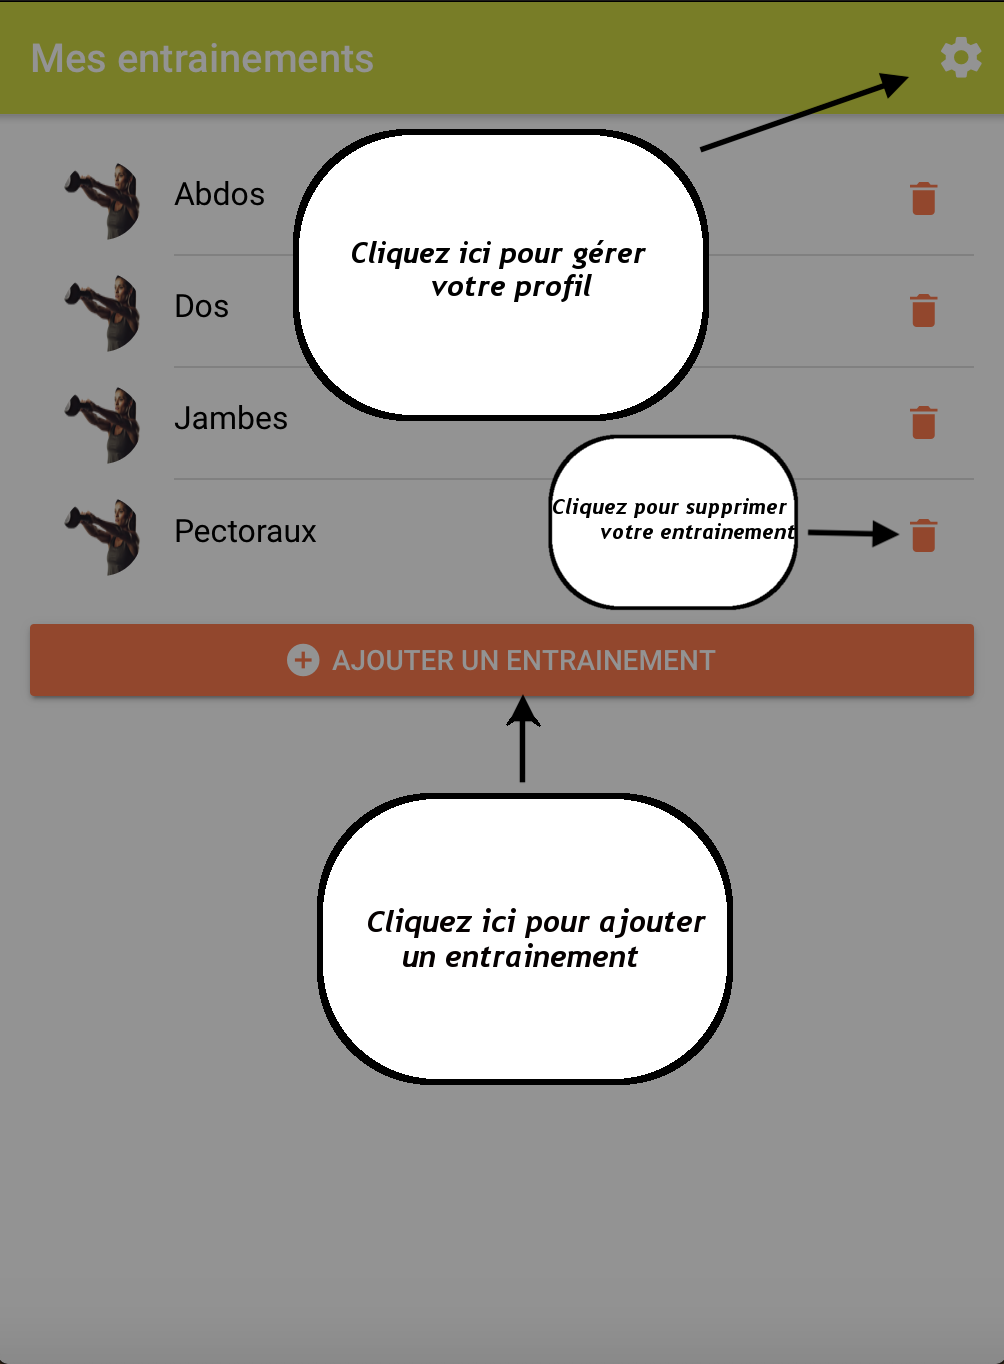 Mes entrainements
Abdos
Cliquez ici pour gérer
votre profil
Dos
Jambes
Cliquez pour supprimer
votre entrainement
Pectoraux
AJOUTER UN ENTRAINEMENT
Cliquez ici pour ajouter
un entrainement